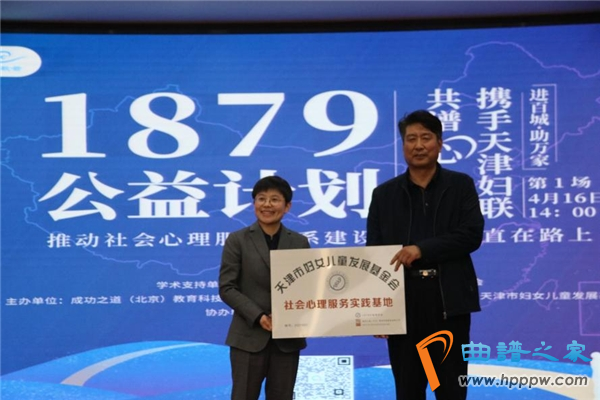 1879
公益计划
共谱心
携手天津妇联
进百城 助万家
第1场
4月16日
14：00
推动社会心理服
系建设
直在路上
学术支持单
主办单位：成功之道（北京）教育科技
天津市妇女儿童发展
协办
天津市妇女儿童发展基金会
社会心理服务实践基地
曲谱之家
www.hpppw.com